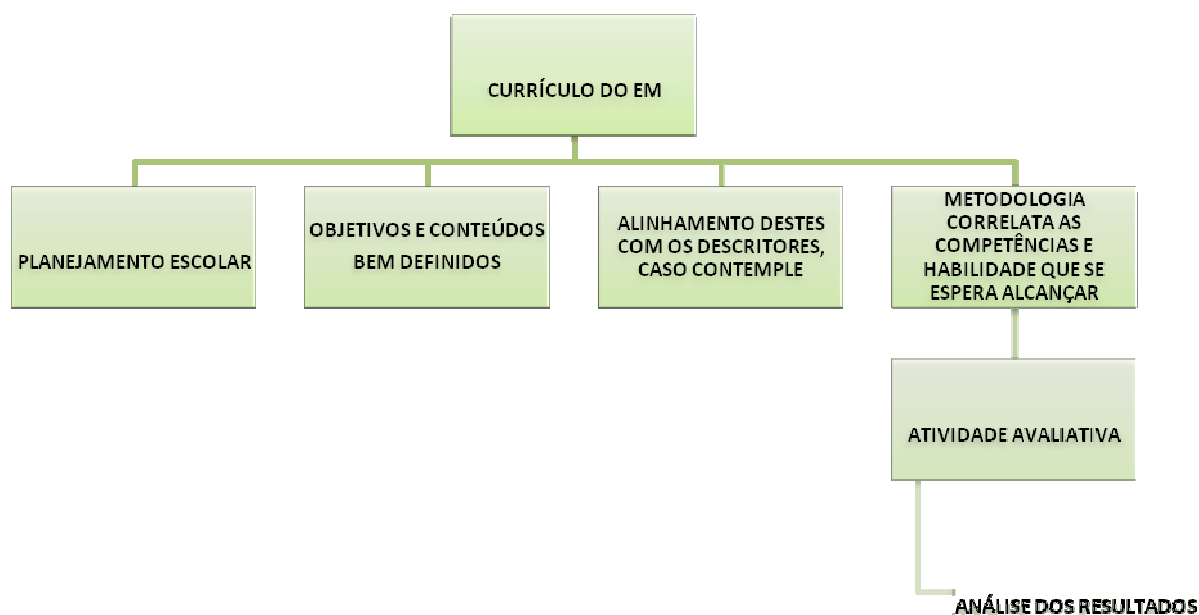 CURRÍCULO DO EM
PLANEJAMENTO ESCOLAR
OBJETIVOS E CONTEÚDOS
BEM DEFINIDOS
ALINHAMENTO DESTES
COM OS DESCRITORES,
CASO CONTEMPLE
METODOLOGIA
CORRELATA AS
COMPETÊNCIAS E
HABILIDADE QUE SE
ESPERA ALCANÇAR
ATIVIDADE AVALIATIVA
ANÁLISE DOS RESULTADOS